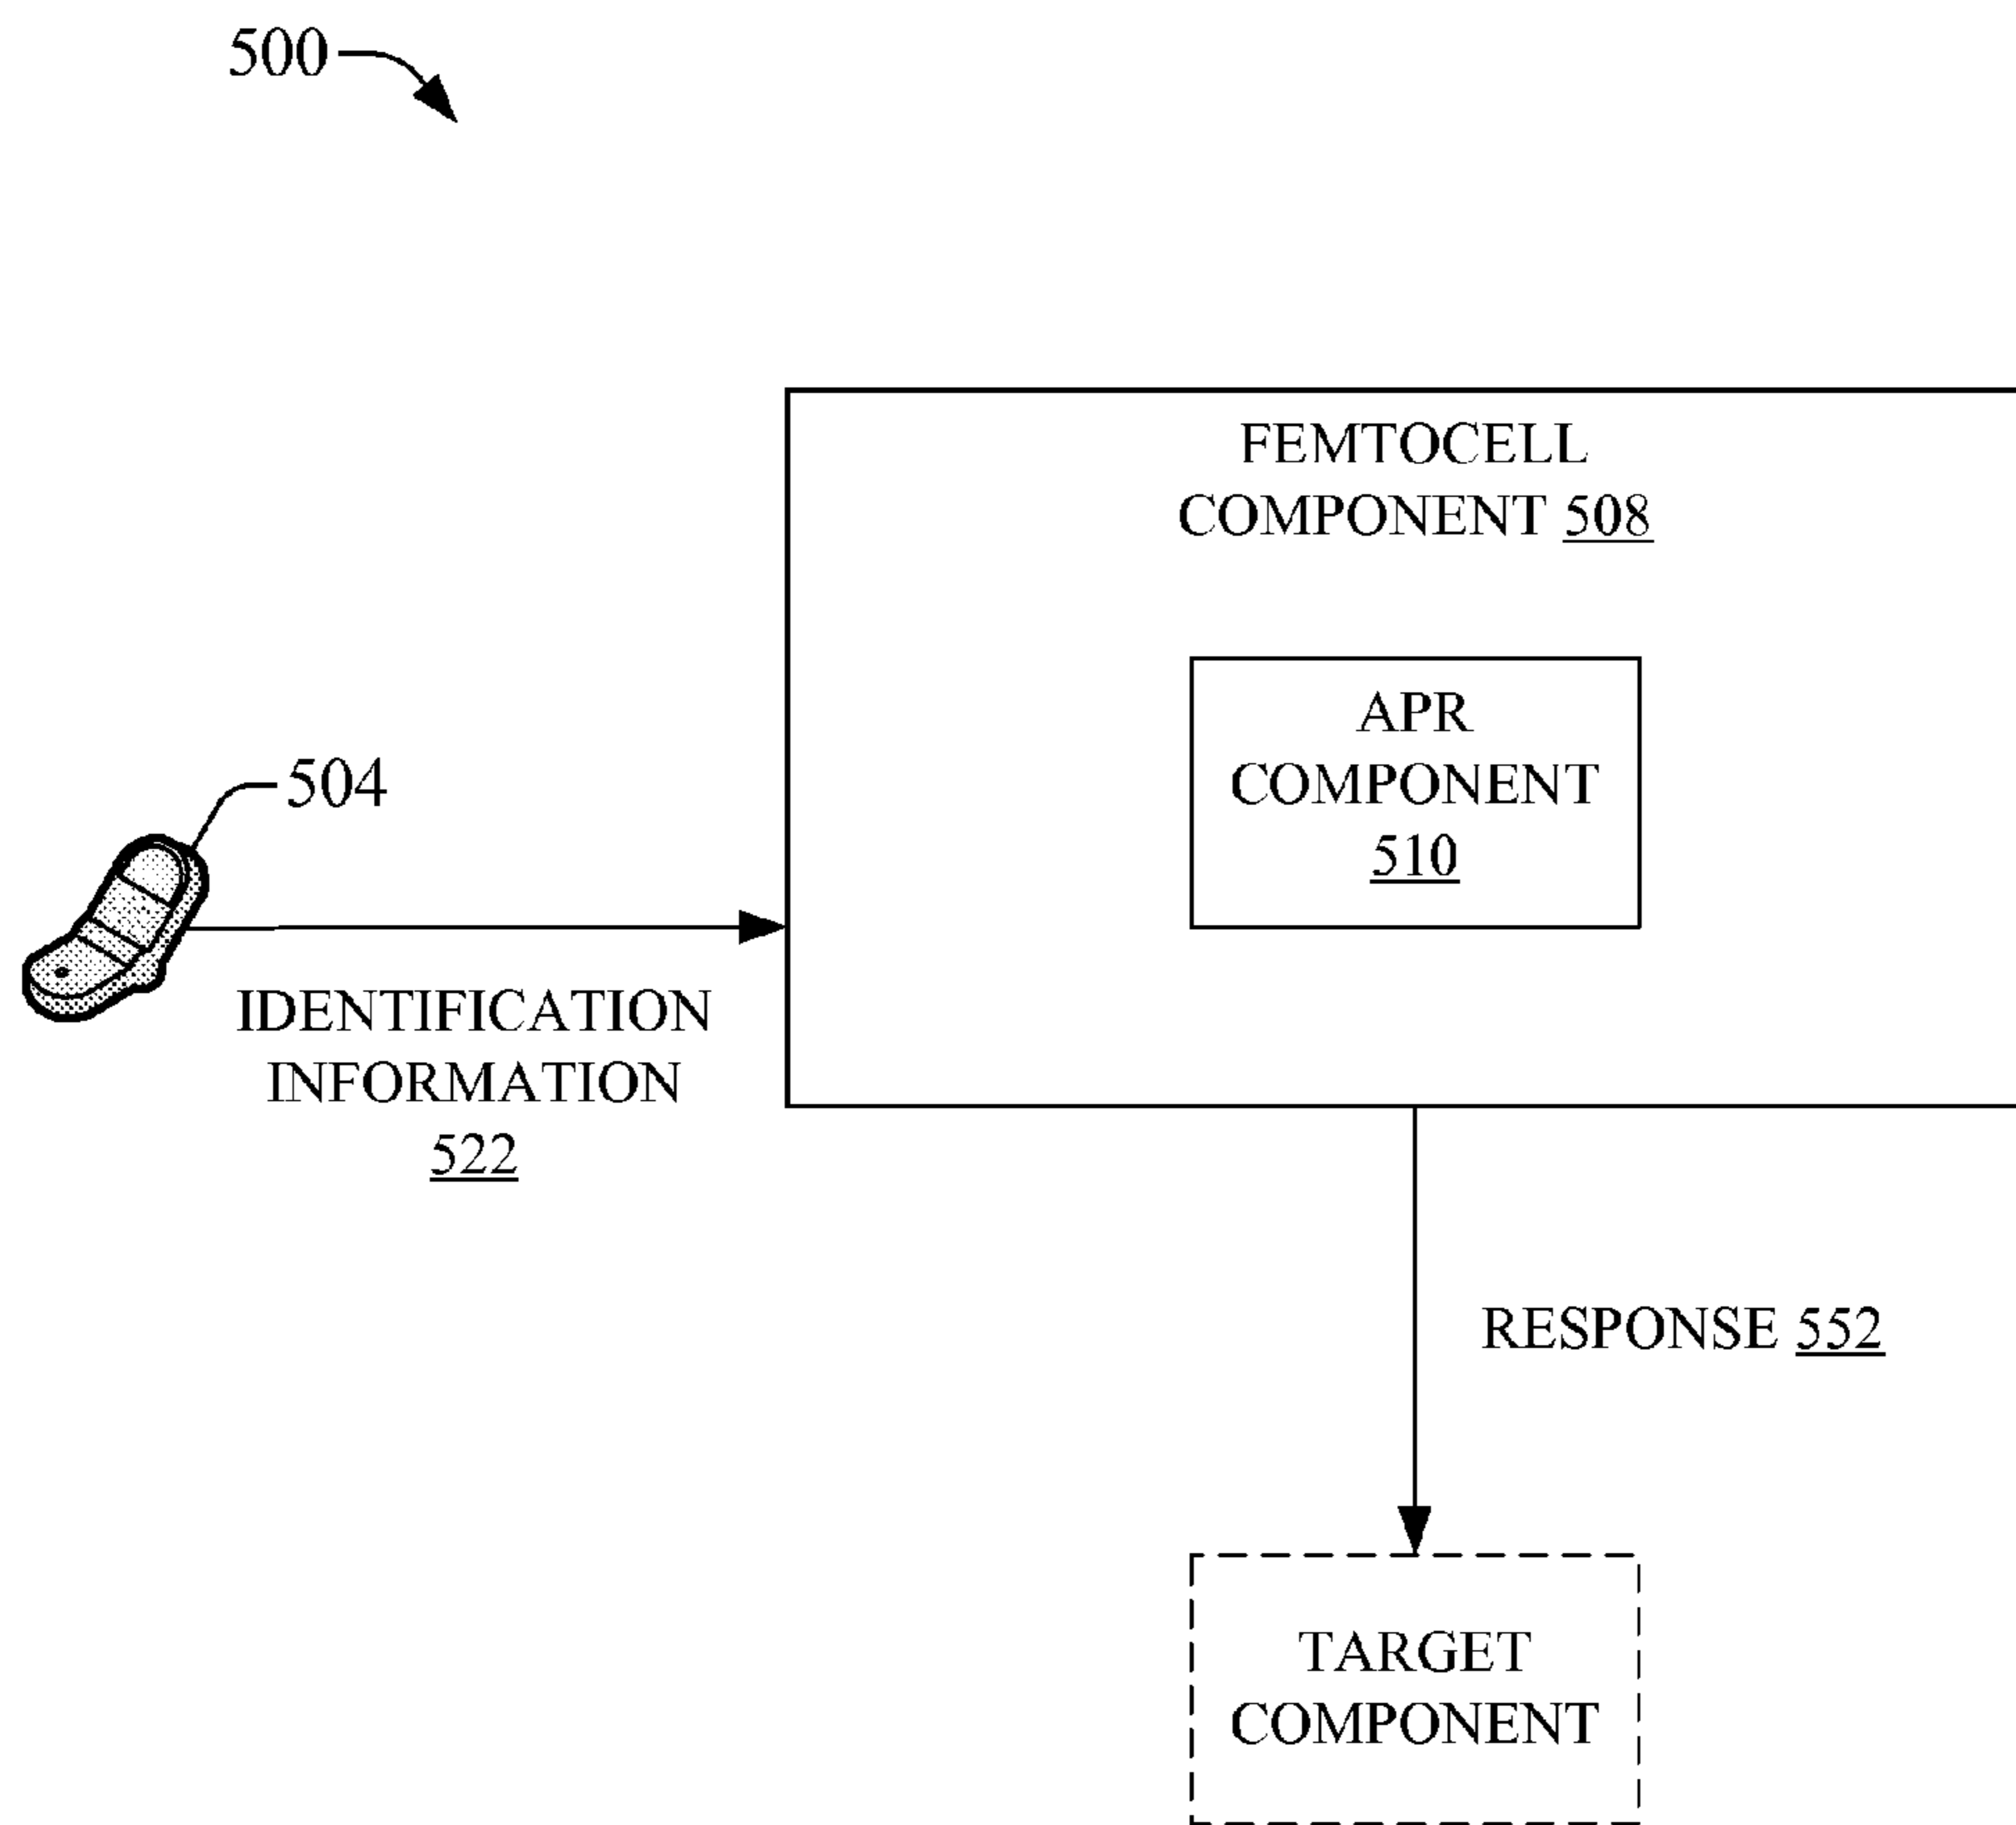 500
FEMTOCELL
COMPONENT 508
APR
COMPONENT
510
504
IDENTIFICATION
INFORMATION
522
RESPONSE 552
TARGET
COMPONENT